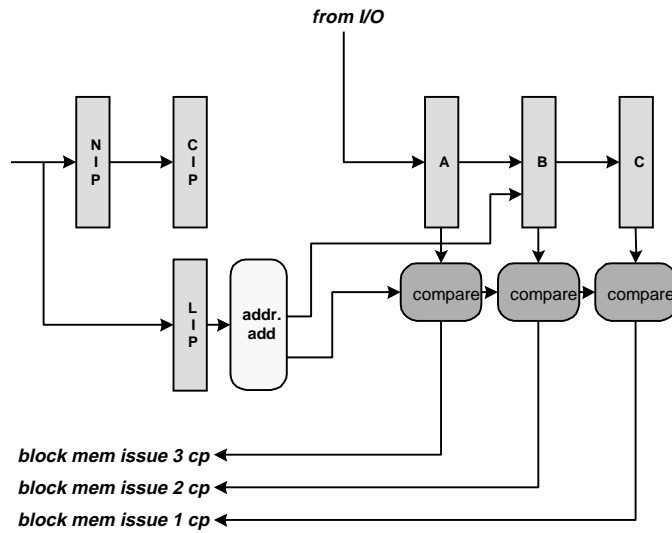 from I/O
N
I
P
C
I
P
A
B
C
L
I
P
addr.
add
compare
compare
compare
block mem issue 3 cp
block mem issue 2 cp
block mem issue 1 cp